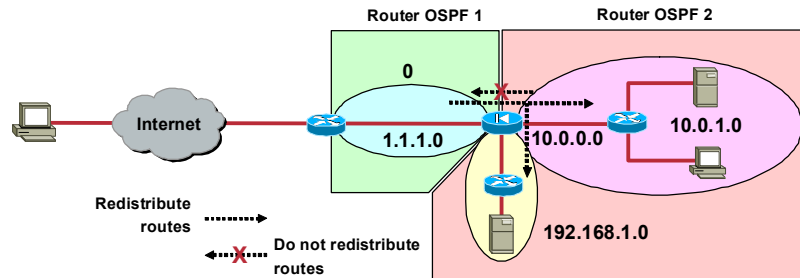 Router OSPF 1
Router OSPF 2
0
Internet
1.1.1.0
10.0.0.0
10.0.1.0
192.168.1.0
Redistribute
routes
X
X
Do not redistribute
routes